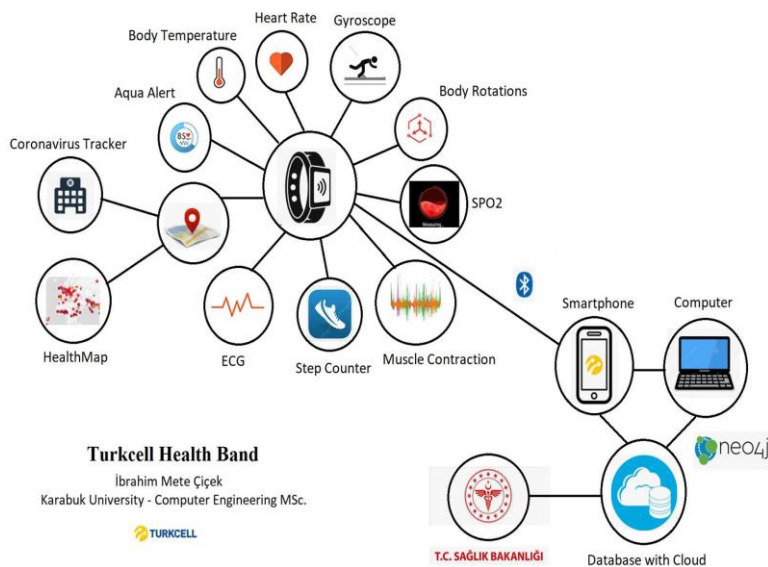 Heart Rate
Gyroscope
Body Temperature
Body Rotations
Aqua Alert
85%
Coronavirus Tracker
SPO2
Measuring...
HealthMap
ECG
Step Counter
Muscle Contraction
Smartphone
Computer
neo4j
Turkcell Health Band
İbrahim Mete Çiçek
Karabuk University - Computer Engineering MSc.
TURKCELL
T.C. SAĞLIK BAKANLIĞI
Database with Cloud